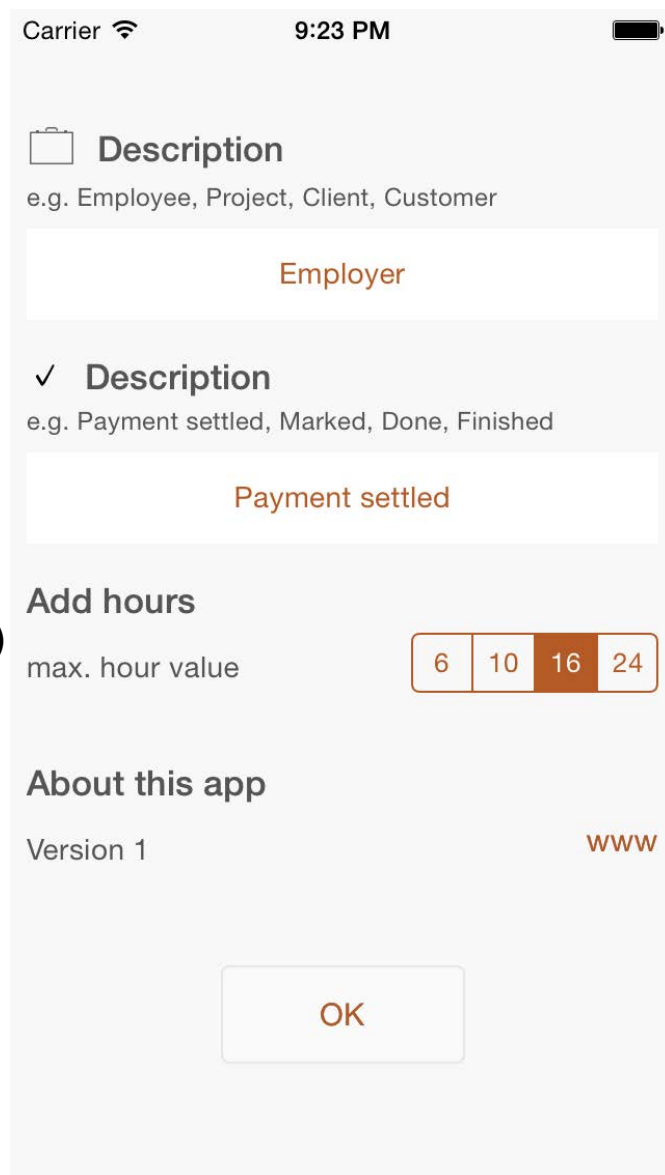 Carrier 9:23 PM
Description
e.g. Employee, Project, Client, Customer
Employer
✓ Description
e.g. Payment settled, Marked, Done, Finished
Payment settled
Add hours
max. hour value 6 10 16 24
About this app
Version 1 www
OK